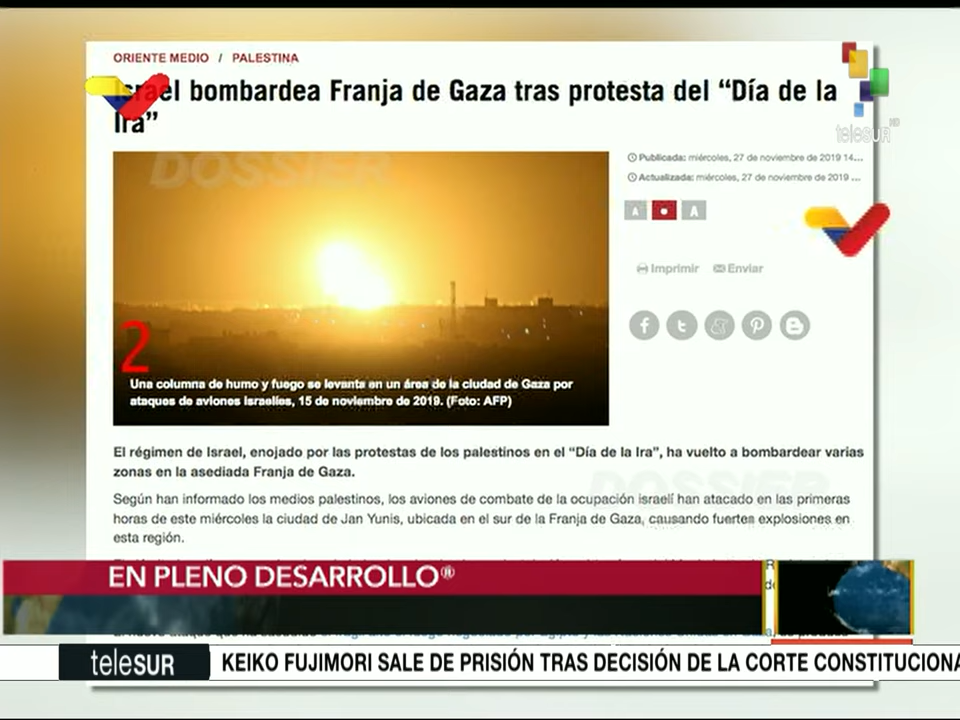 ORIENTE MEDIO / PALESTINA
Israel bombardea Franja de Gaza tras protesta del “Día de la
Ira”
teleSUR HD
DOSSIER
Publicada: miércoles, 27 de noviembre de 2019 14...
Actualizada: miércoles, 27 de noviembre de 2019 ...
A A
Imprimir Enviar
2
Una columna de humo y fuego se levanta en un área de la ciudad de Gaza por
ataques de aviones israelíes, 15 de noviembre de 2019. (Foto: AFP)
El régimen de Israel, enojado por las protestas de los palestinos en el “Día de la Ira”, ha vuelto a bombardear varias
zonas en la asediada Franja de Gaza.
DOSSIER
Según han informado los medios palestinos, los aviones de combate de la ocupación israelí han atacado en las primeras
horas de este miércoles la ciudad de Jan Yunis, ubicada en el sur de la Franja de Gaza, causando fuertes explosiones en
esta región.
EN PLENO DESARROLLO®
teleSUR KEIKO FUJIMORI SALE DE PRISIÓN TRAS DECISIÓN DE LA CORTE CONSTITUCIONA